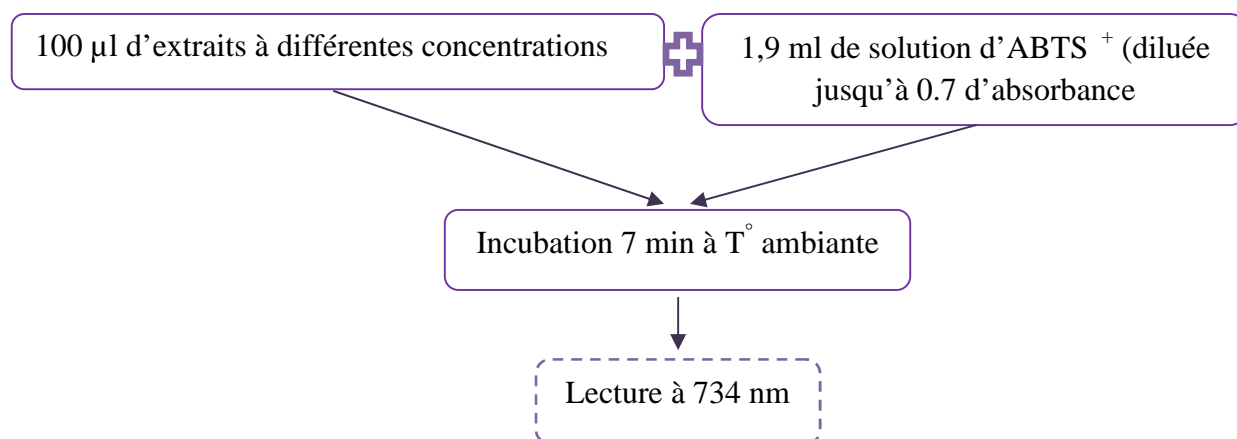 100 µl d’extraits à différentes concentrations
1,9 ml de solution d’ABTS ⁺ (diluée
jusqu’à 0.7 d’absorbance
Incubation 7 min à T° ambiante
Lecture à 734 nm